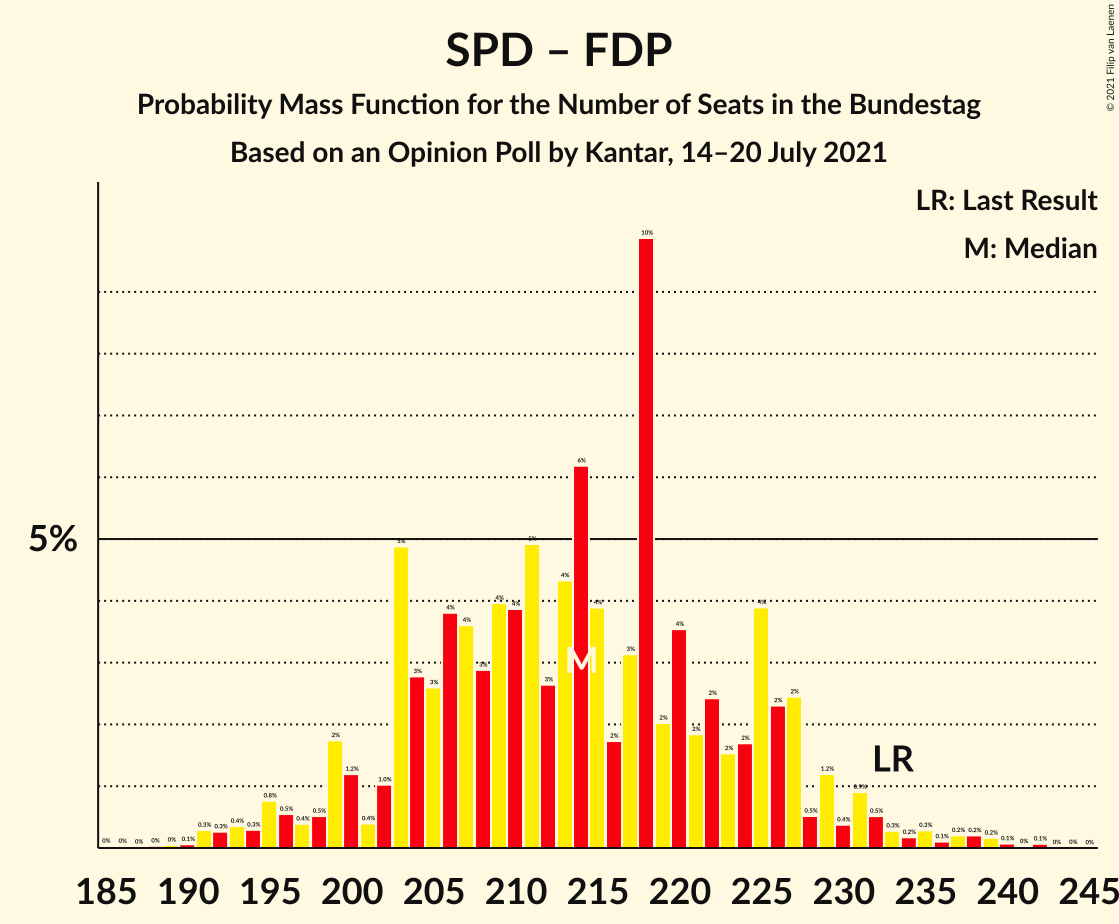 SPD – FDP
Probability Mass Function for the Number of Seats in the Bundestag
Based on an Opinion Poll by Kantar, 14–20 July 2021
© 2021 Filip van Laenen
LR: Last Result
M: Median
5%
0% 0% 0% 0% 0% 0.1% 0.3% 0.3% 0.4% 0.3% 0.8% 0.5% 0.4% 0.5% 2% 1.2% 0.4% 1.0% 5% 3% 3% 4% 4% 3% 4% 4% 5% 3% 4% 6% 4% 2% 3% 10% 2% 4% 2% 2% 2% 2% 4% 2% 2% 0.5% 1.2% 0.4% 0.9% 0.5% 0.3% 0.2% 0.3% 0.1% 0.2% 0.2% 0.2% 0.1% 0% 0.1% 0% 0% 0%
M
LR
185 190 195 200 205 210 215 220 225 230 235 240 245